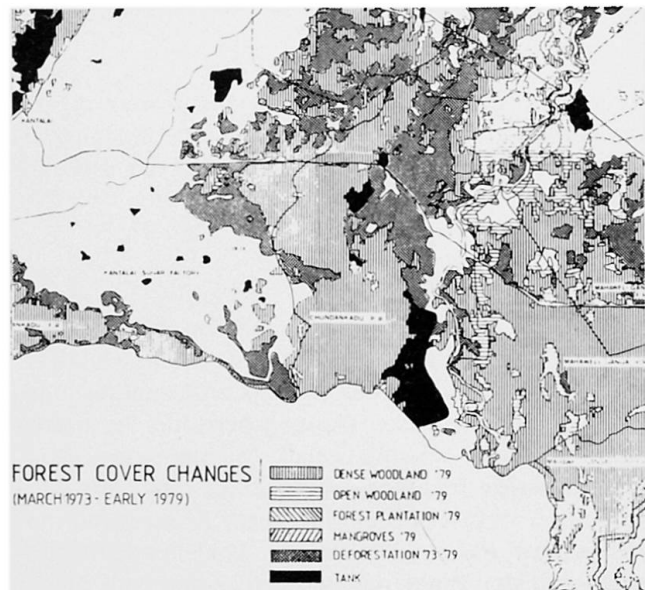 KANTALAI
KANTALAI SUGAR FACTORY
CHUNDANKADU F.R.
FOREST COVER CHANGES
(MARCH 1973 - EARLY 1979)
DENSE WOODLAND '79
OPEN WOODLAND '79
FOREST PLANTATION '79
MANGROVES '79
DEFORESTATION '73-'79
TANK